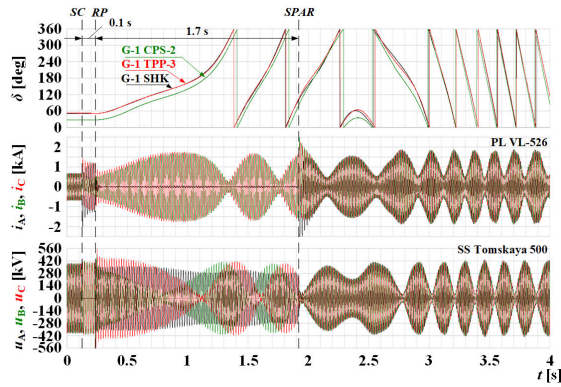 SC RP SPAR
0.1 s
1.7 s
360
300
240
180
120
60
0
δ [deg]
G-1 CPS-2
G-1 TPP-3
G-1 SHK
PL VL-526
2
1
0
-1
-2
iA, iB, iC [kA]
SS Tomskaya 500
560
420
280
140
0
-140
-280
-420
-560
uA, uB, uC [kV]
0 0.5 1 1.5 2 2.5 3 3.5 4
t [s]